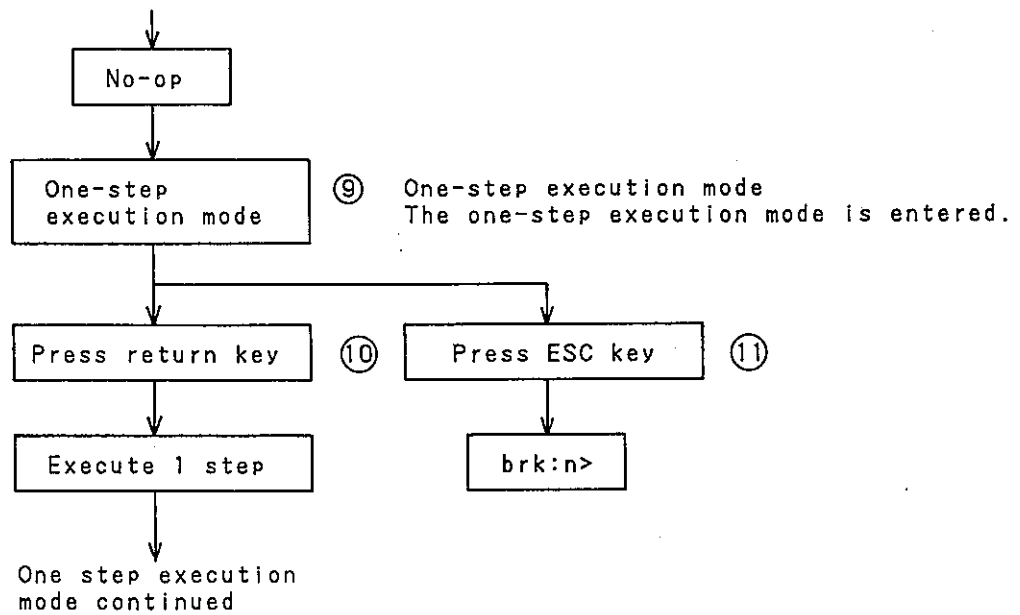 No-op
One-step
execution mode
⑨ One-step execution mode
The one-step execution mode is entered.
Press return key ⑩
Press ESC key ⑪
Execute 1 step
brk:n>
One step execution
mode continued